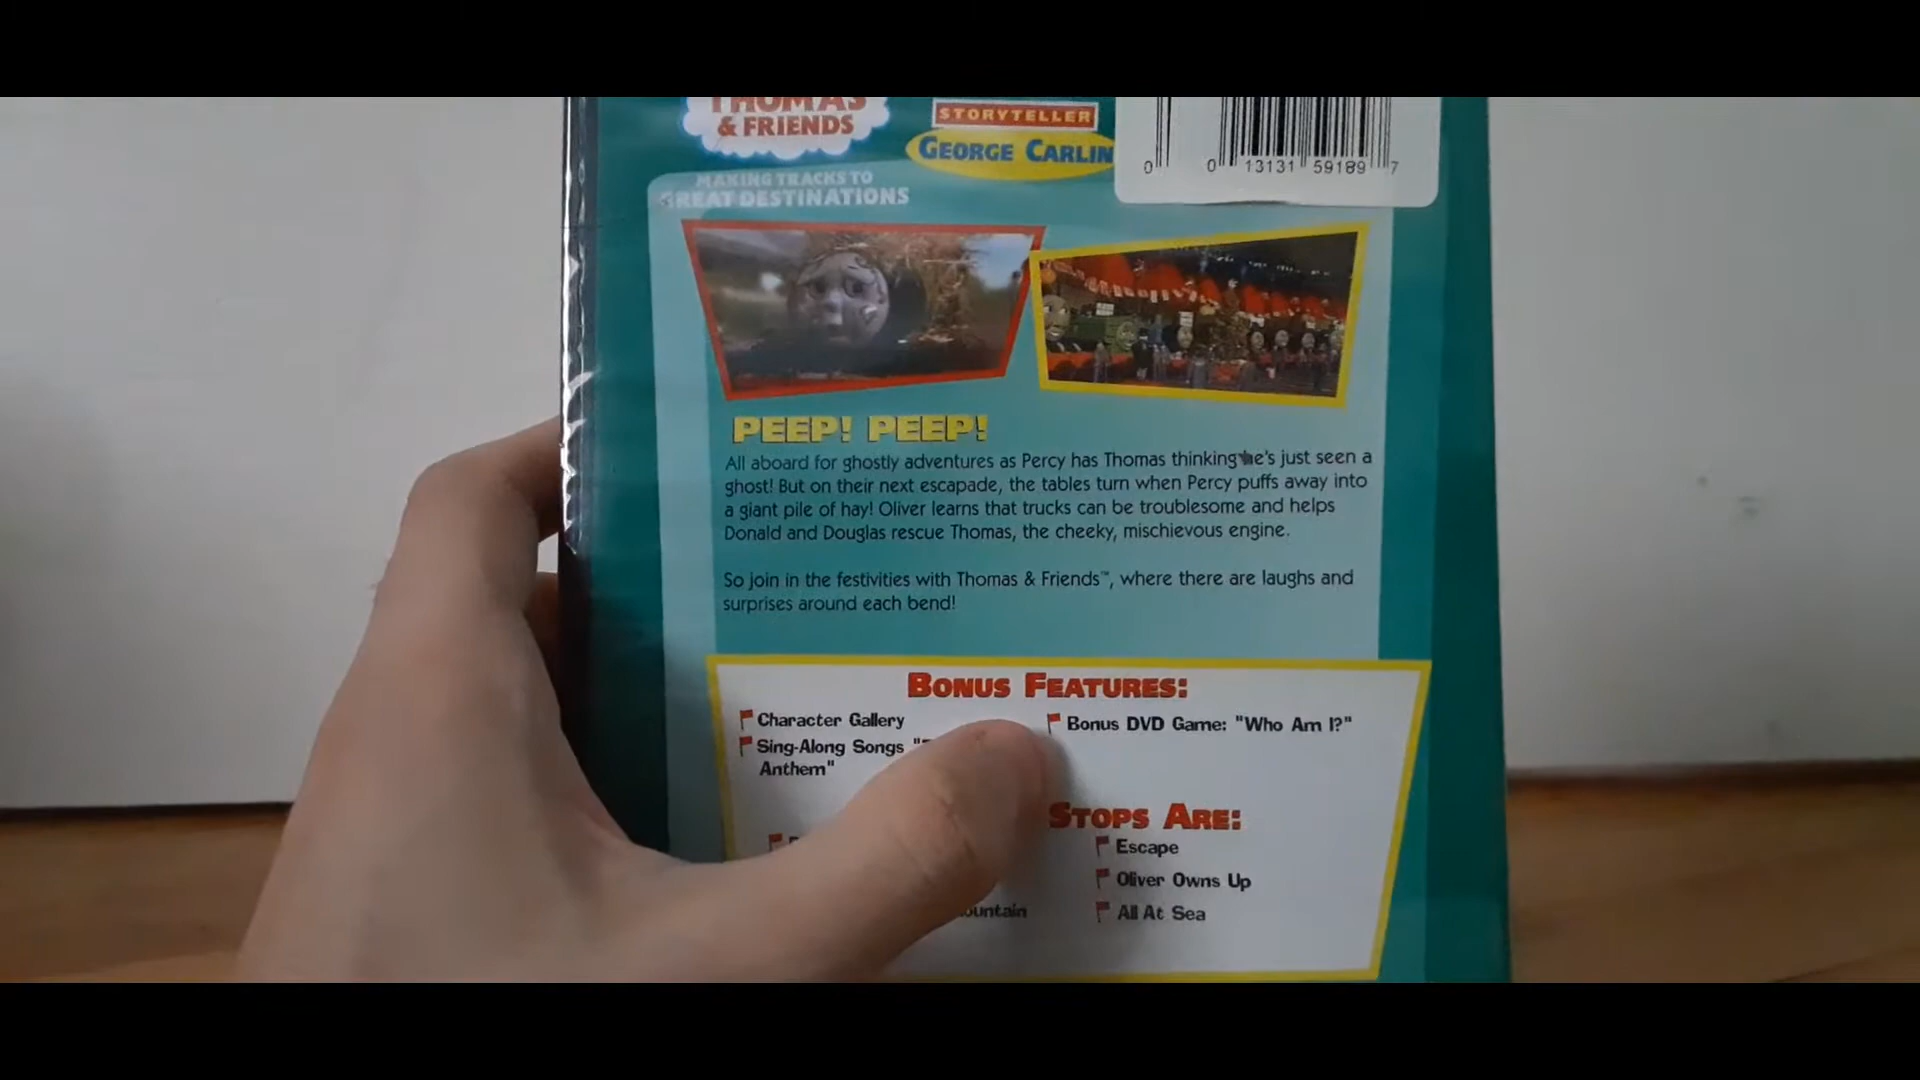 THOMAS
& FRIENDS
STORYTELLER
GEORGE CARLIN
0 0 13131 59189 7
MAKING TRACKS TO
GREAT DESTINATIONS
PEEP! PEEP!
All aboard for ghostly adventures as Percy has Thomas thinking he's just seen a
ghost! But on their next escapade, the tables turn when Percy puffs away into
a giant pile of hay! Oliver learns that trucks can be troublesome and helps
Donald and Douglas rescue Thomas, the cheeky, mischievous engine.
So join in the festivities with Thomas & Friends™, where there are laughs and
surprises around each bend!
BONUS FEATURES:
Character Gallery
Sing-Along Songs "
Anthem"
Bonus DVD Game: "Who Am I?"
STOPS ARE:
Escape
Oliver Owns Up
All At Sea